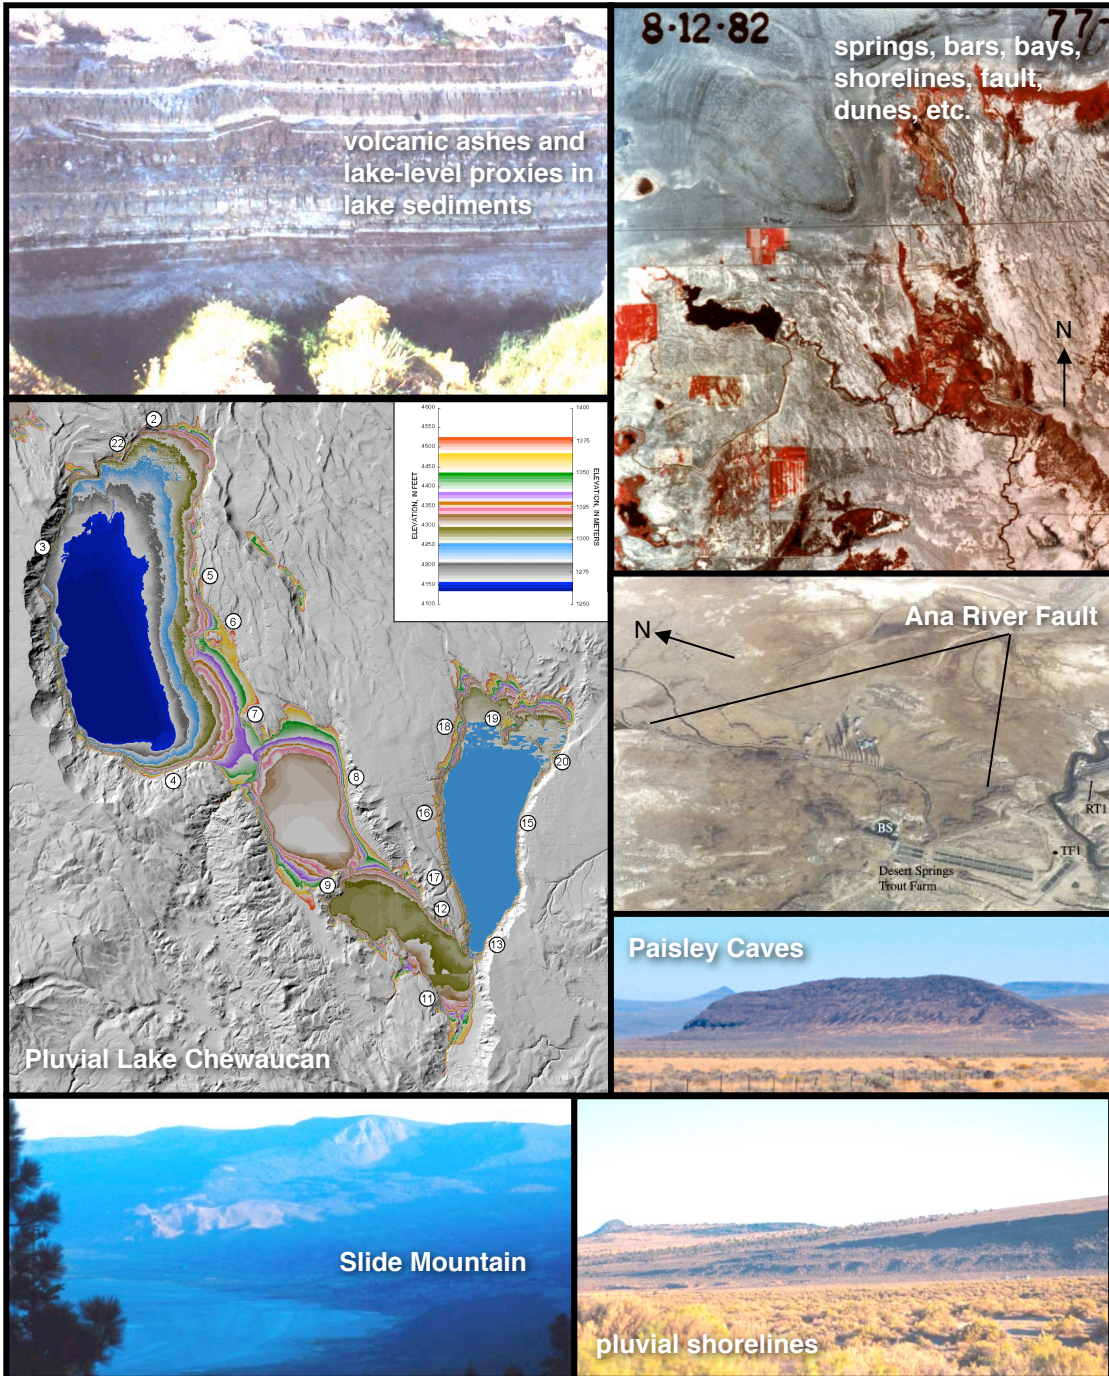 volcanic ashes and
lake-level proxies in
lake sediments
8·12·82
77-
springs, bars, bays,
shorelines, fault,
dunes, etc.
N
2
22
3
5
6
7
4
8
9
18
19
20
16
15
17
12
13
11
ELEVATION, IN FEET
4600
4550
4500
4450
4400
4350
4300
4250
4200
4150
4100
1400
1375
1350
1325
1300
1275
1250
ELEVATION, IN METERS
Pluvial Lake Chewaucan
Ana River Fault
N
RT1
BS
TF1
Desert Springs
Trout Farm
Paisley Caves
Slide Mountain
pluvial shorelines